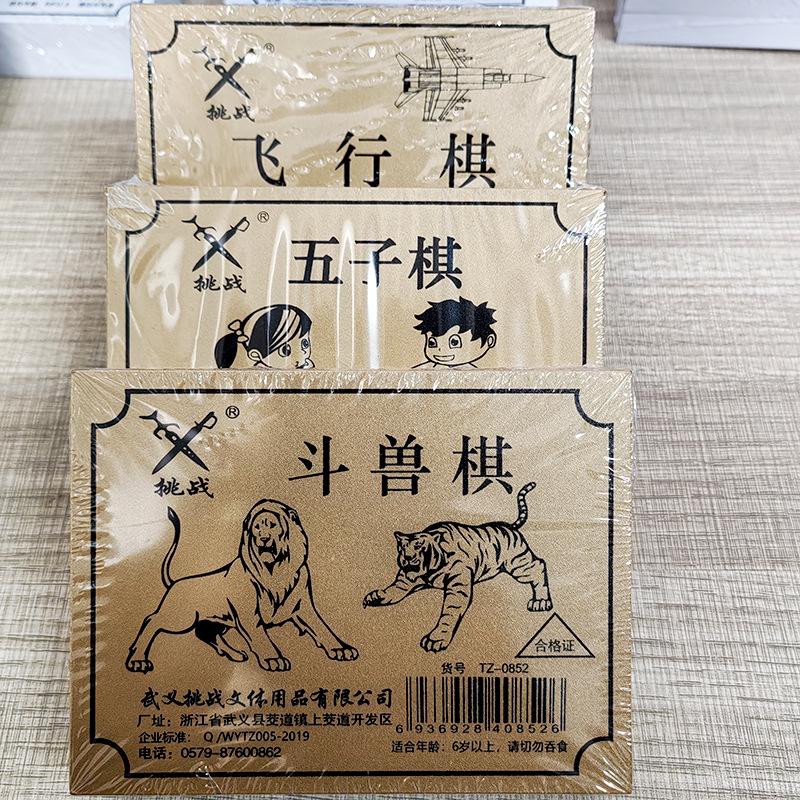 挑战 ®
飞行棋
挑战 ®
五子棋
挑战 ®
斗兽棋
合格证
货号 TZ-0852
武义挑战文体用品有限公司
厂址：浙江省武义县茭道镇上茭道开发区
企业标准：Q/WYTZ005-2019
电话：0579-87600862
6 936928 408526
适合年龄：6岁以上，请切勿吞食